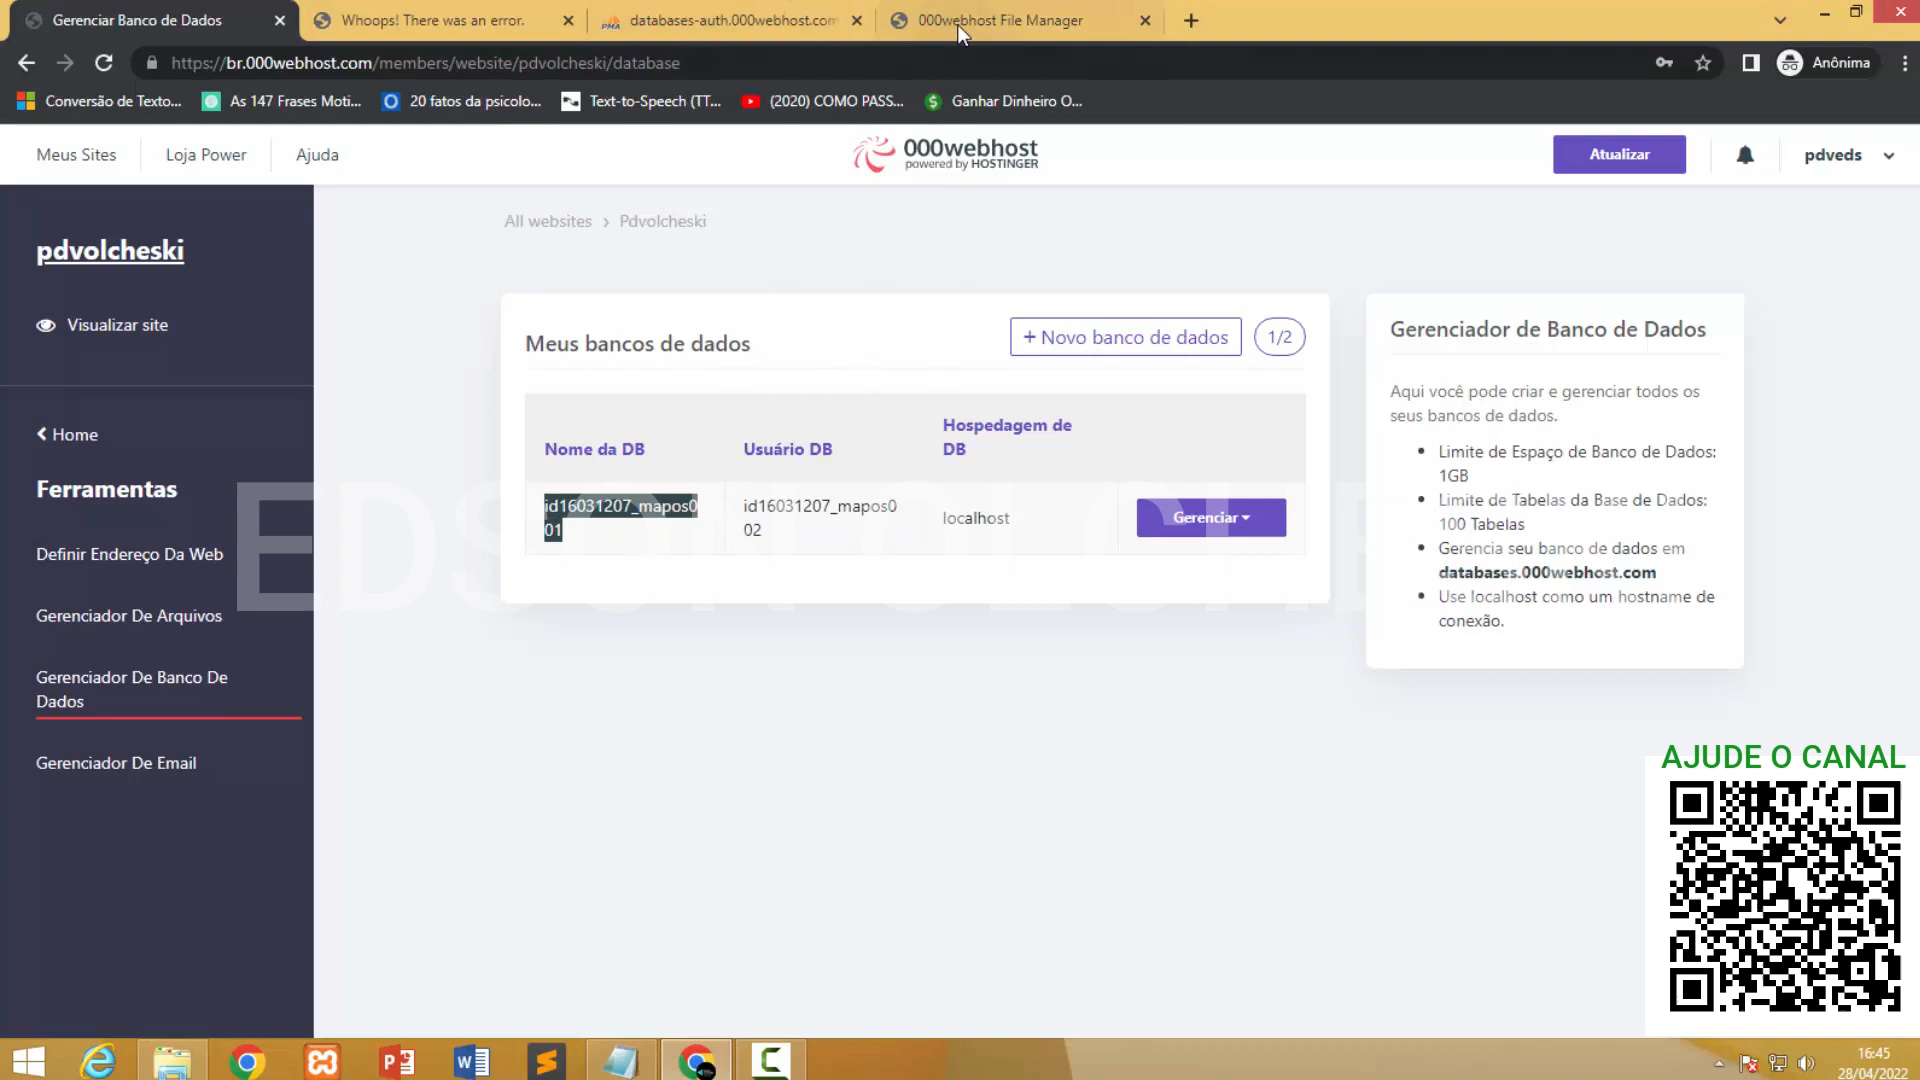 Gerenciar Banco de Dados
Whoops! There was an error.
databases-auth.000webhost.com
000webhost File Manager
https://br.000webhost.com/members/website/pdvolcheski/database
Anônima
Conversão de Texto...
As 147 Frases Moti...
20 fatos da psicolo...
Text-to-Speech (TT...
(2020) COMO PASS...
Ganhar Dinheiro O...
Meus Sites
Loja Power
Ajuda
000webhost
powered by HOSTINGER
Atualizar
pdveds
pdvolcheski
Visualizar site
Home
Ferramentas
Definir Endereço Da Web
Gerenciador De Arquivos
Gerenciador De Banco De
Dados
Gerenciador De Email
All websites › Pdvolcheski
Meus bancos de dados
+ Novo banco de dados
1/2
Nome da DB
Usuário DB
Hospedagem de
DB
id16031207_mapos0
01
id16031207_mapos0
02
localhost
Gerenciar
Gerenciador de Banco de Dados
Aqui você pode criar e gerenciar todos os
seus bancos de dados.
• Limite de Espaço de Banco de Dados:
1GB
• Limite de Tabelas da Base de Dados:
100 Tabelas
• Gerencia seu banco de dados em
databases.000webhost.com
• Use localhost como um hostname de
conexão.
AJUDE O CANAL
16:45
28/04/2022